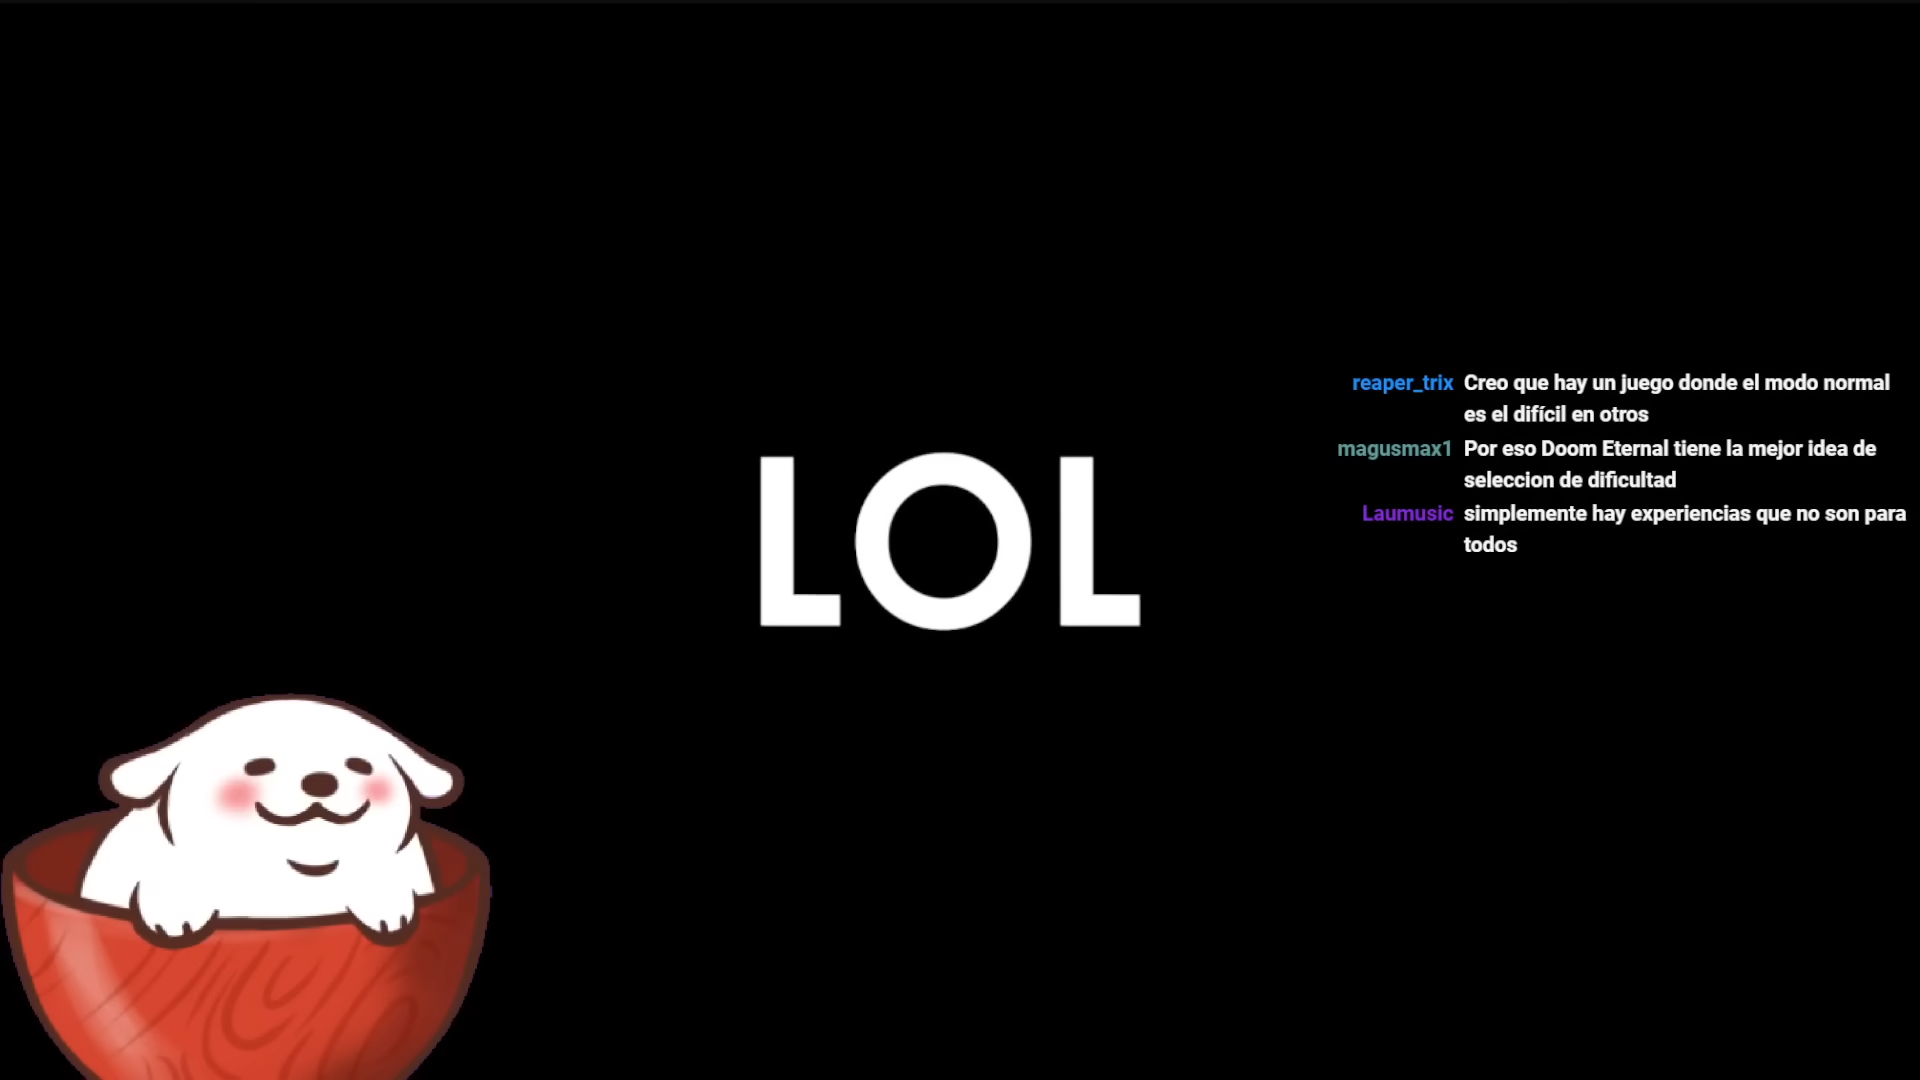 LOL
reaper_trix Creo que hay un juego donde el modo normal
es el difícil en otros
magusmax1 Por eso Doom Eternal tiene la mejor idea de
seleccion de dificultad
Laumusic simplemente hay experiencias que no son para
todos